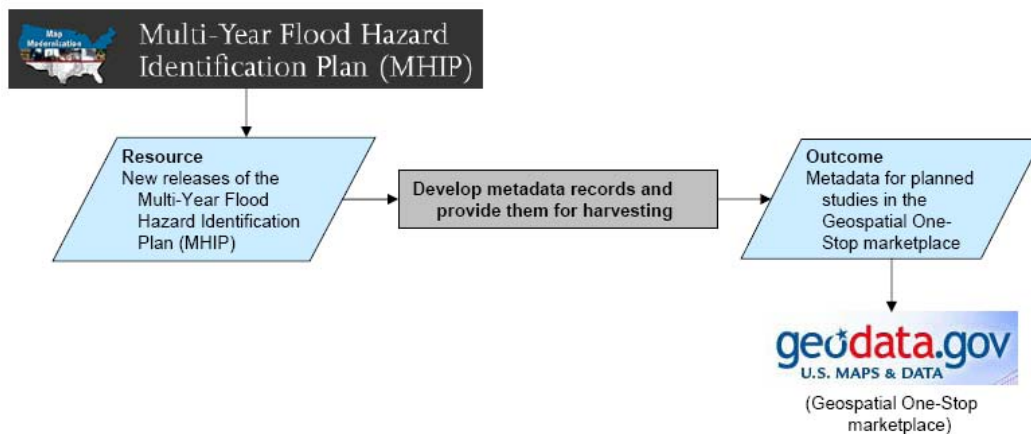 Map
Modernization
Multi-Year Flood Hazard
Identification Plan (MHIP)
Resource
New releases of the
Multi-Year Flood
Hazard Identification
Plan (MHIP)
Develop metadata records and
provide them for harvesting
Outcome
Metadata for planned
studies in the
Geospatial One-
Stop marketplace
geodata.gov
U.S. MAPS & DATA
(Geospatial One-Stop
marketplace)